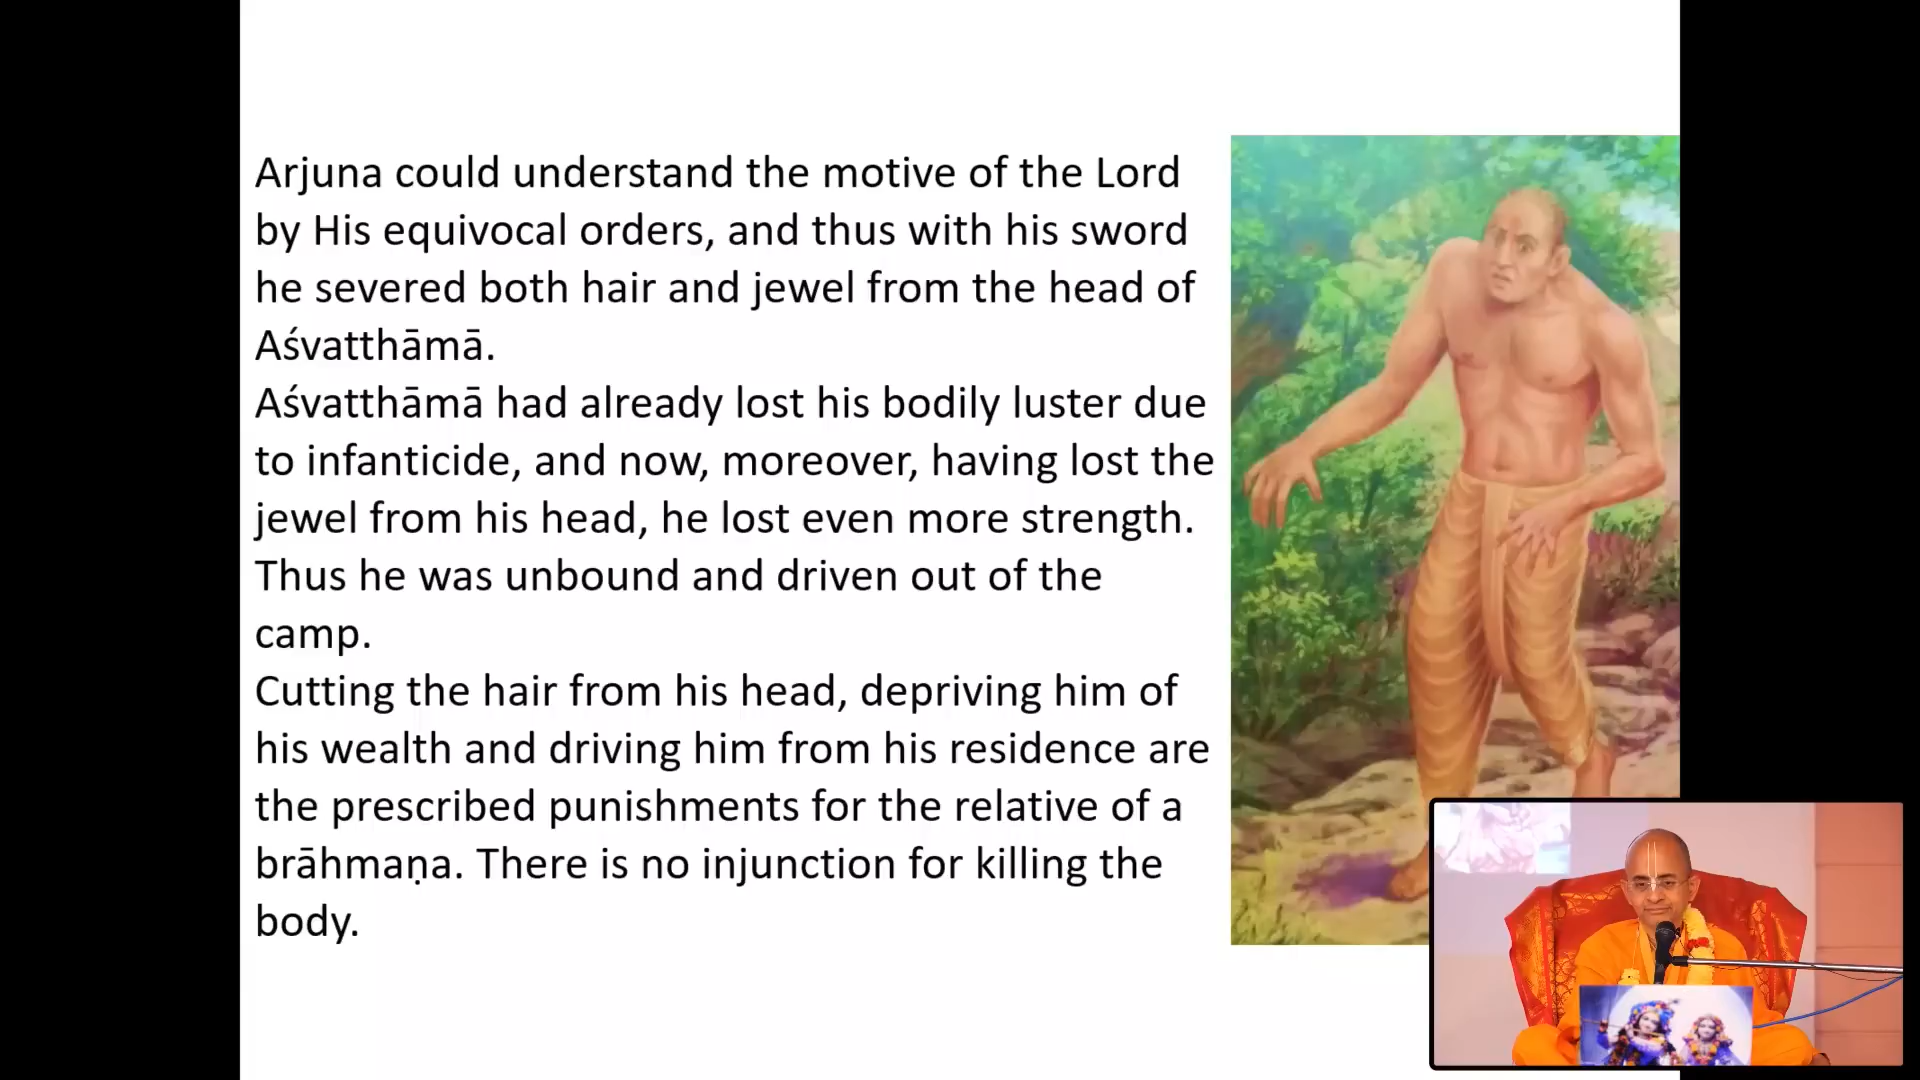 Arjuna could understand the motive of the Lord
by His equivocal orders, and thus with his sword
he severed both hair and jewel from the head of
Aśvatthāmā.
Aśvatthāmā had already lost his bodily luster due
to infanticide, and now, moreover, having lost the
jewel from his head, he lost even more strength.
Thus he was unbound and driven out of the
camp.
Cutting the hair from his head, depriving him of
his wealth and driving him from his residence are
the prescribed punishments for the relative of a
brāhmaṇa. There is no injunction for killing the
body.